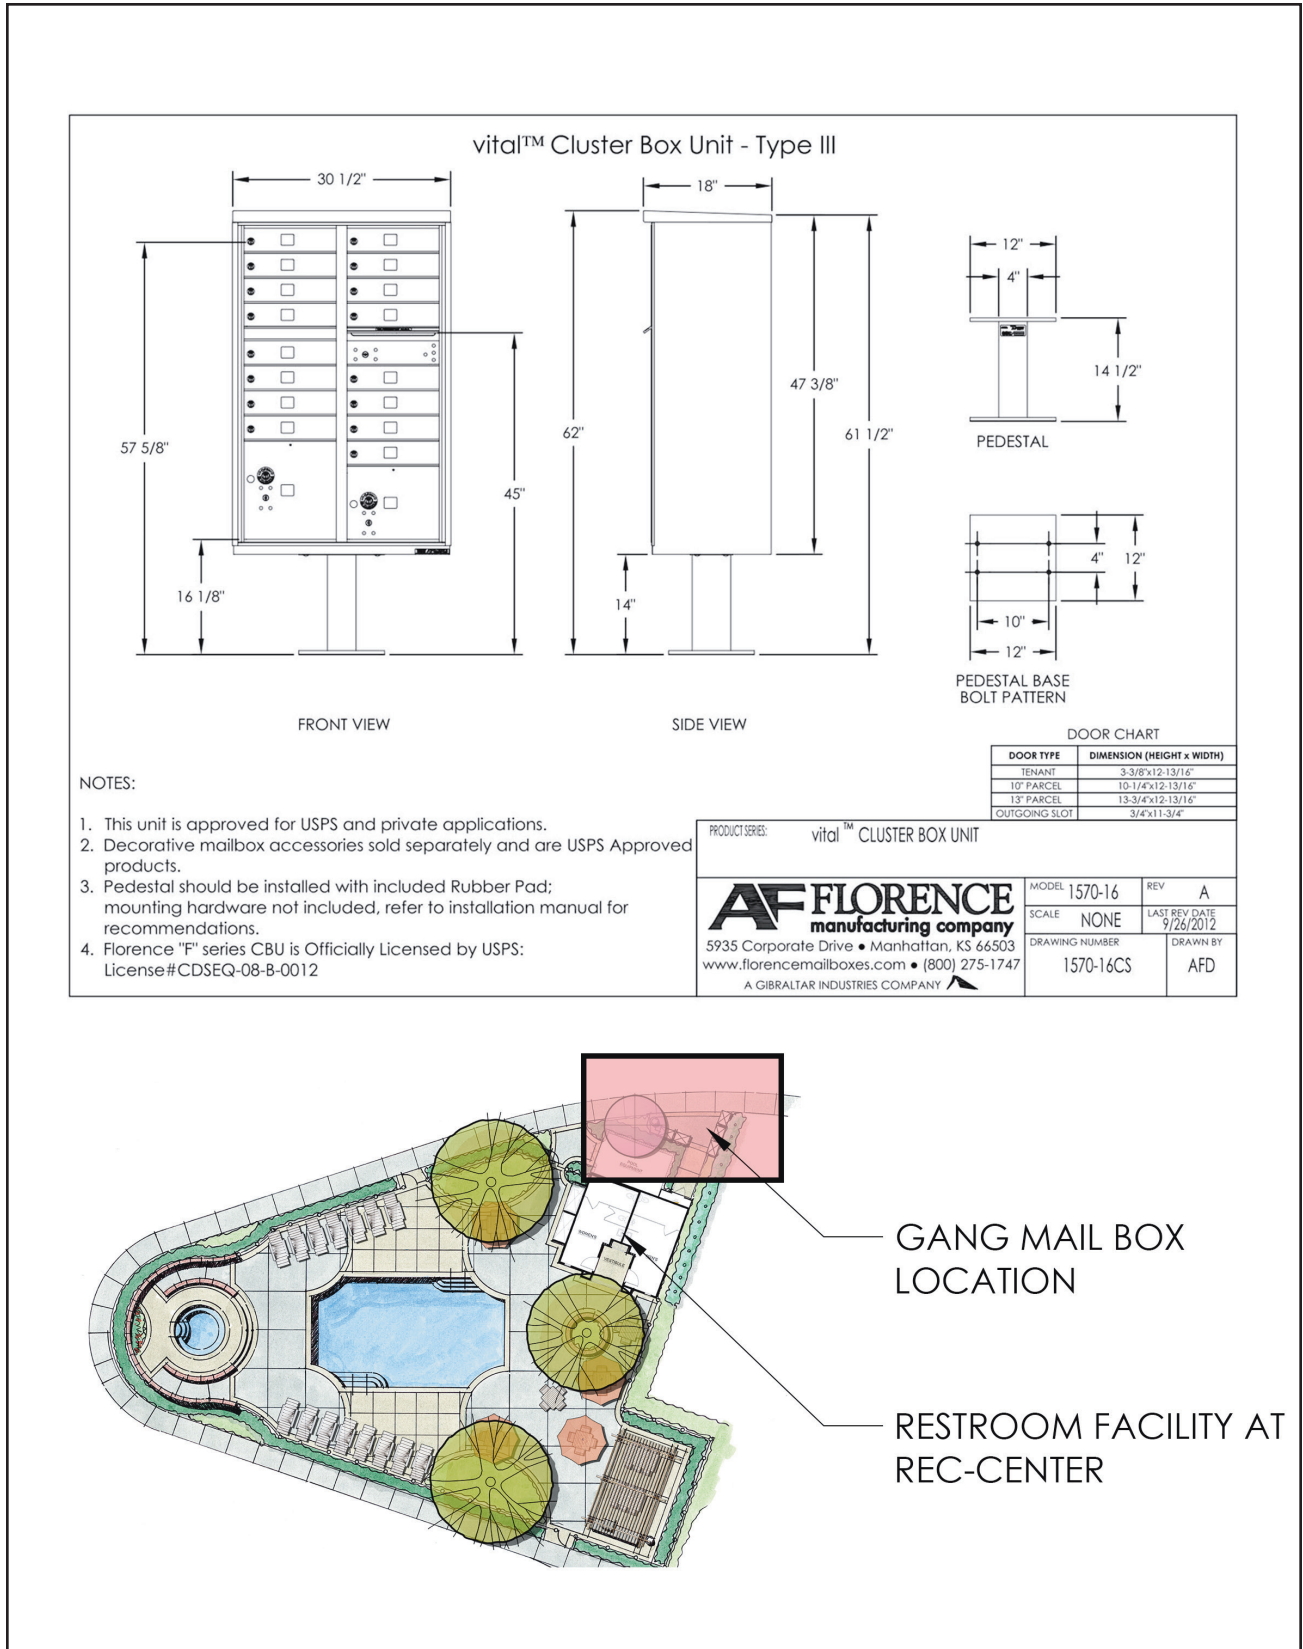 vital™ Cluster Box Unit - Type III
30 1/2"
18"
12"
4"
14 1/2"
PEDESTAL
57 5/8"
45"
16 1/8"
62"
47 3/8"
61 1/2"
14"
4"
12"
10"
12"
PEDESTAL BASE
BOLT PATTERN
FRONT VIEW
SIDE VIEW
DOOR CHART
DOOR TYPE DIMENSION (HEIGHT x WIDTH)
TENANT 3-3/8"x12-13/16"
10" PARCEL 10-1/4"x12-13/16"
13" PARCEL 13-3/4"x12-13/16"
OUTGOING SLOT 3/4"x11-3/4"
NOTES:
1. This unit is approved for USPS and private applications.
2. Decorative mailbox accessories sold separately and are USPS Approved
products.
3. Pedestal should be installed with included Rubber Pad;
mounting hardware not included, refer to installation manual for
recommendations.
4. Florence "F" series CBU is Officially Licensed by USPS:
License#CDSEQ-08-B-0012
PRODUCT SERIES: vital ™ CLUSTER BOX UNIT
AF FLORENCE
manufacturing company
5935 Corporate Drive • Manhattan, KS 66503
www.florencemailboxes.com • (800) 275-1747
A GIBRALTAR INDUSTRIES COMPANY
MODEL 1570-16
REV A
SCALE NONE
LAST REV DATE
9/26/2012
DRAWING NUMBER
1570-16CS
DRAWN BY
AFD
GANG MAIL BOX
LOCATION
RESTROOM FACILITY AT
REC-CENTER